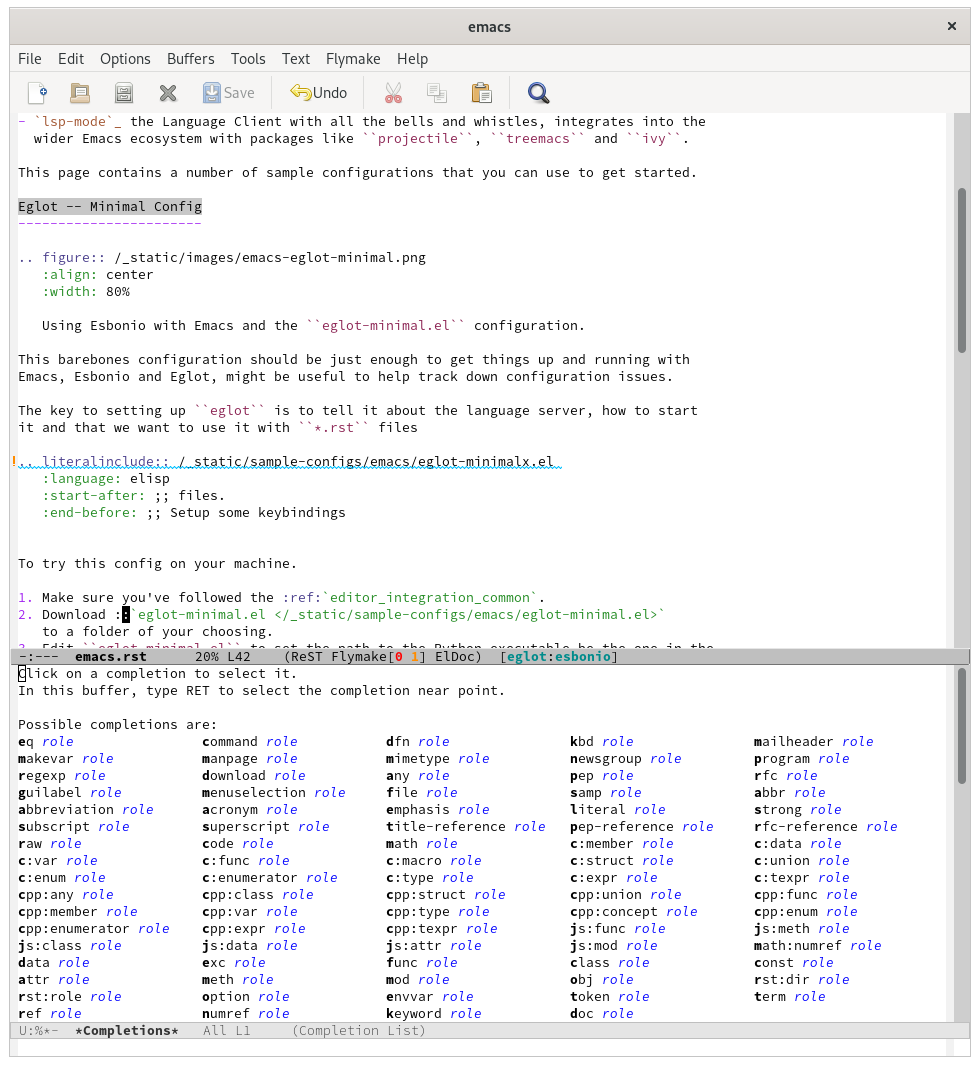 emacs ×
File Edit Options Buffers Tools Text Flymake Help
Save Undo
- `lsp-mode`_ the Language Client with all the bells and whistles, integrates into the
wider Emacs ecosystem with packages like ``projectile``, ``treemacs`` and ``ivy``.
This page contains a number of sample configurations that you can use to get started.
Eglot -- Minimal Config
-----------------------
.. figure:: /_static/images/emacs-eglot-minimal.png
:align: center
:width: 80%
Using Esbonio with Emacs and the ``eglot-minimal.el`` configuration.
This barebones configuration should be just enough to get things up and running with
Emacs, Esbonio and Eglot, might be useful to help track down configuration issues.
The key to setting up ``eglot`` is to tell it about the language server, how to start
it and that we want to use it with ``*.rst`` files
! .. literalinclude:: /_static/sample-configs/emacs/eglot-minimalx.el
:language: elisp
:start-after: ;; files.
:end-before: ;; Setup some keybindings
To try this config on your machine.
1. Make sure you've followed the :ref:`editor_integration_common`.
2. Download ::`eglot-minimal.el </_static/sample-configs/emacs/eglot-minimal.el>`
to a folder of your choosing.
3. Edit ``eglot-minimal.el`` to set the path to the Python executable be the one in the
-:--- emacs.rst 20% L42 (ReST Flymake[0 1] ElDoc) [eglot:esbonio]
Click on a completion to select it.
In this buffer, type RET to select the completion near point.
Possible completions are:
eq role command role dfn role kbd role mailheader role
makevar role manpage role mimetype role newsgroup role program role
regexp role download role any role pep role rfc role
guilabel role menuselection role file role samp role abbr role
abbreviation role acronym role emphasis role literal role strong role
subscript role superscript role title-reference role pep-reference role rfc-reference role
raw role code role math role c:member role c:data role
c:var role c:func role c:macro role c:struct role c:union role
c:enum role c:enumerator role c:type role c:expr role c:texpr role
cpp:any role cpp:class role cpp:struct role cpp:union role cpp:func role
cpp:member role cpp:var role cpp:type role cpp:concept role cpp:enum role
cpp:enumerator role cpp:expr role cpp:texpr role js:func role js:meth role
js:class role js:data role js:attr role js:mod role math:numref role
data role exc role func role class role const role
attr role meth role mod role obj role rst:dir role
rst:role role option role envvar role token role term role
ref role numref role keyword role doc role
U:%*- *Completions* All L1 (Completion List)